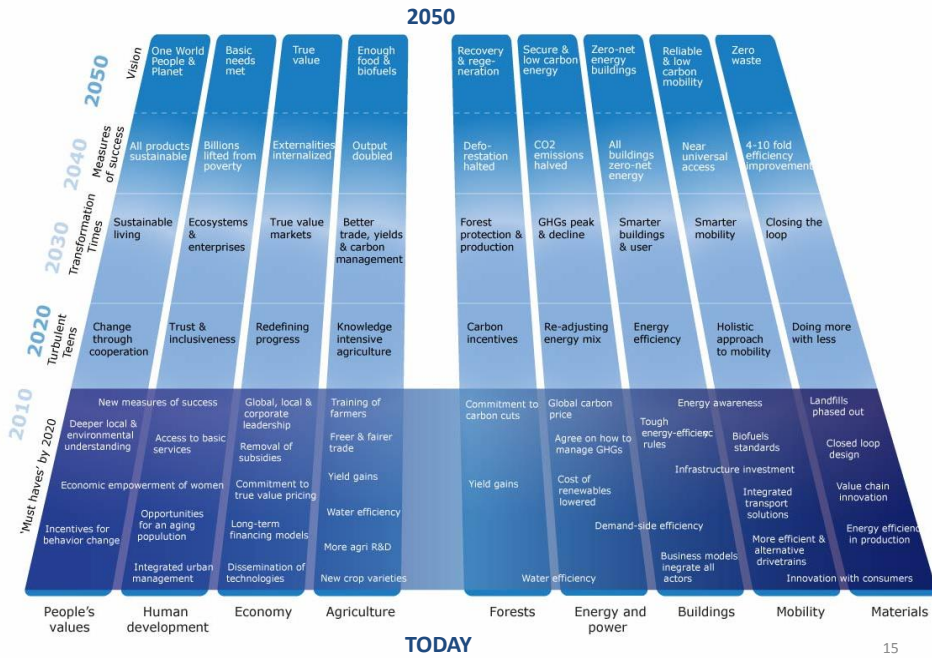 2050
2050
Vision
One World
People &
Planet
Basic
needs
met
True
value
Enough
food &
biofuels
Recovery
& rege-
neration
Secure &
low carbon
energy
Zero-net
energy
buildings
Reliable
& low
carbon
mobility
Zero
waste
2040
Measures
of success
All products
sustainable
Billions
lifted from
poverty
Externalities
internalized
Output
doubled
Defo-
restation
halted
CO2
emissions
halved
All
buildings
zero-net
energy
Near
universal
access
4-10 fold
efficiency
improvement
2030
Transformation
Times
Sustainable
living
Ecosystems
&
enterprises
True value
markets
Better
trade, yields
& carbon
management
Forest
protection &
production
GHGs peak
& decline
Smarter
buildings
& user
Smarter
mobility
Closing the
loop
2020
Turbulent
Teens
Change
through
cooperation
Trust &
inclusiveness
Redefining
progress
Knowledge
intensive
agriculture
Carbon
incentives
Re-adjusting
energy mix
Energy
efficiency
Holistic
approach
to mobility
Doing more
with less
2010
'Must haves' by 2020
New measures of success
Deeper local &
environmental
understanding
Access to basic
services
Economic empowerment of women
Incentives for
behavior change
Opportunities
for an aging
populution
Integrated urban
management
Global, local &
corporate
leadership
Removal of
subsidies
Commitment to
true value pricing
Long-term
financing models
Dissemination of
technologies
Training of
farmers
Freer & fairer
trade
Yield gains
Water efficiency
More agri R&D
New crop varieties
Commitment to
carbon cuts
Yield gains
Water efficiency
Global carbon
price
Agree on how to
manage GHGs
Cost of
renewables
lowered
Demand-side efficiency
Energy awareness
Tough
energy-efficiency
rules
Infrastructure investment
Business models
inegrate all
actors
Biofuels
standards
Integrated
transport
solutions
More efficient &
alternative
drivetrains
Innovation with consumers
Landfills
phased out
Closed loop
design
Value chain
innovation
Energy efficienc
in production
People's
values
Human
development
Economy
Agriculture
Forests
Energy and
power
Buildings
Mobility
Materials
TODAY
15